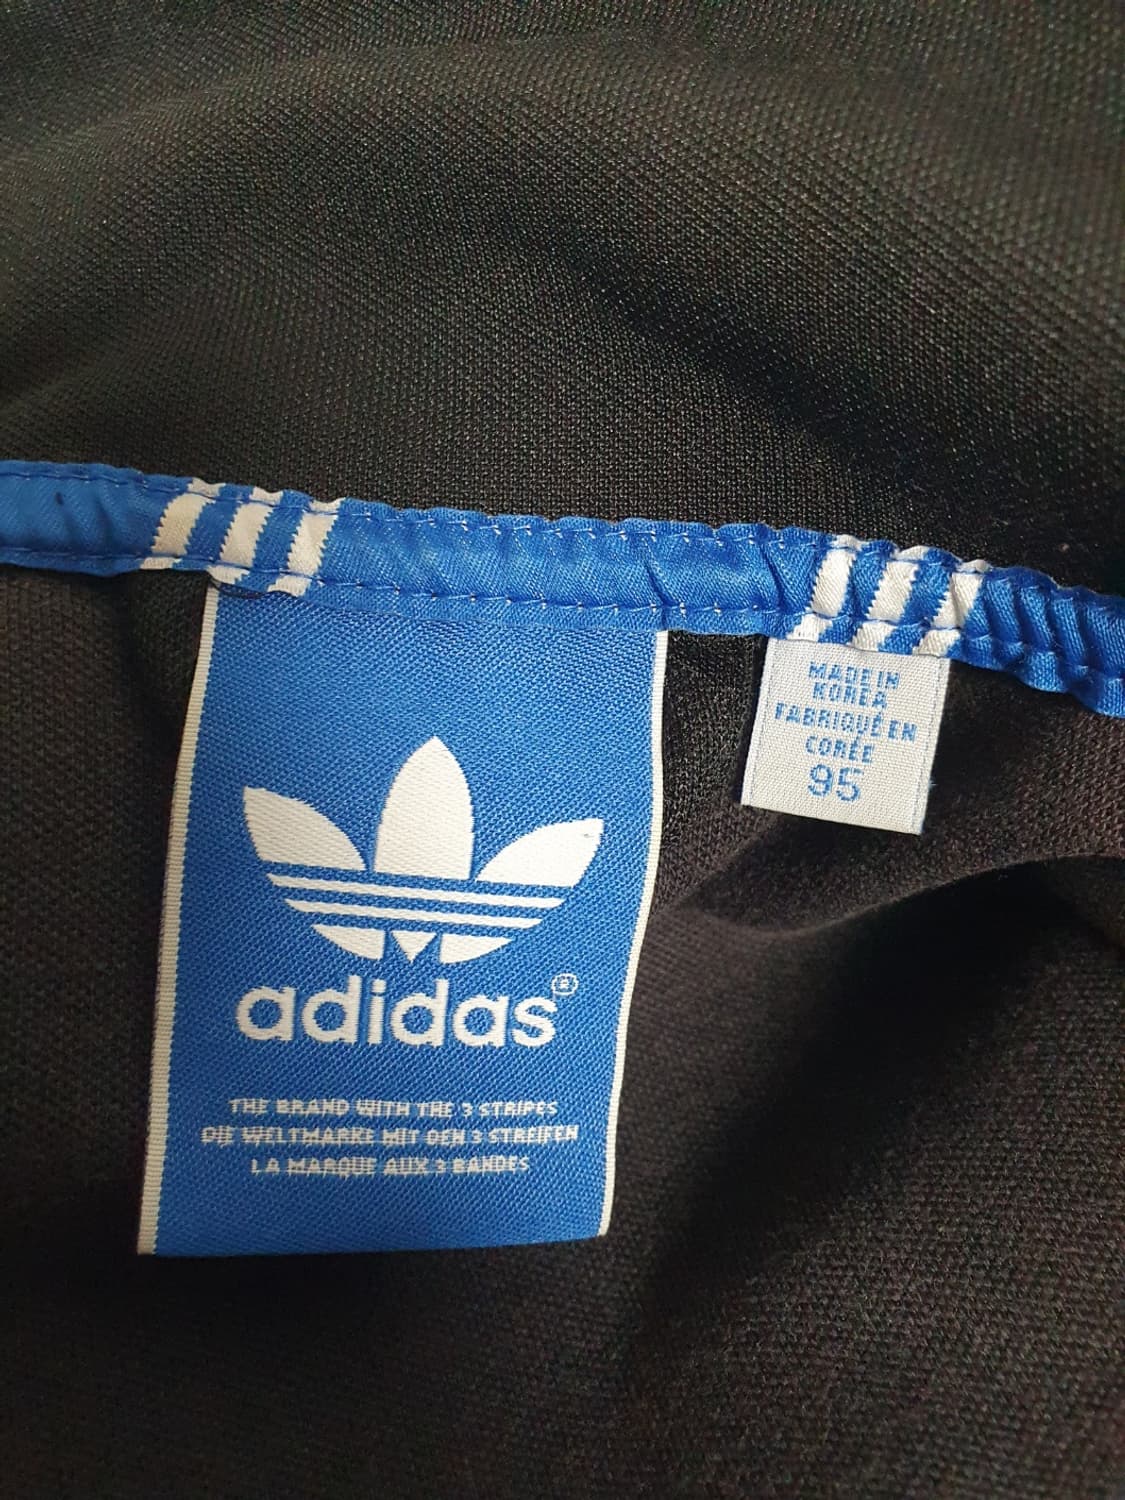 adidas®
THE BRAND WITH THE 3 STRIPES
DIE WELTMARKE MIT DEN 3 STREIFEN
LA MARQUE AUX 3 BANDES
MADE IN
KOREA
FABRIQUÉ EN
CORÉE
95